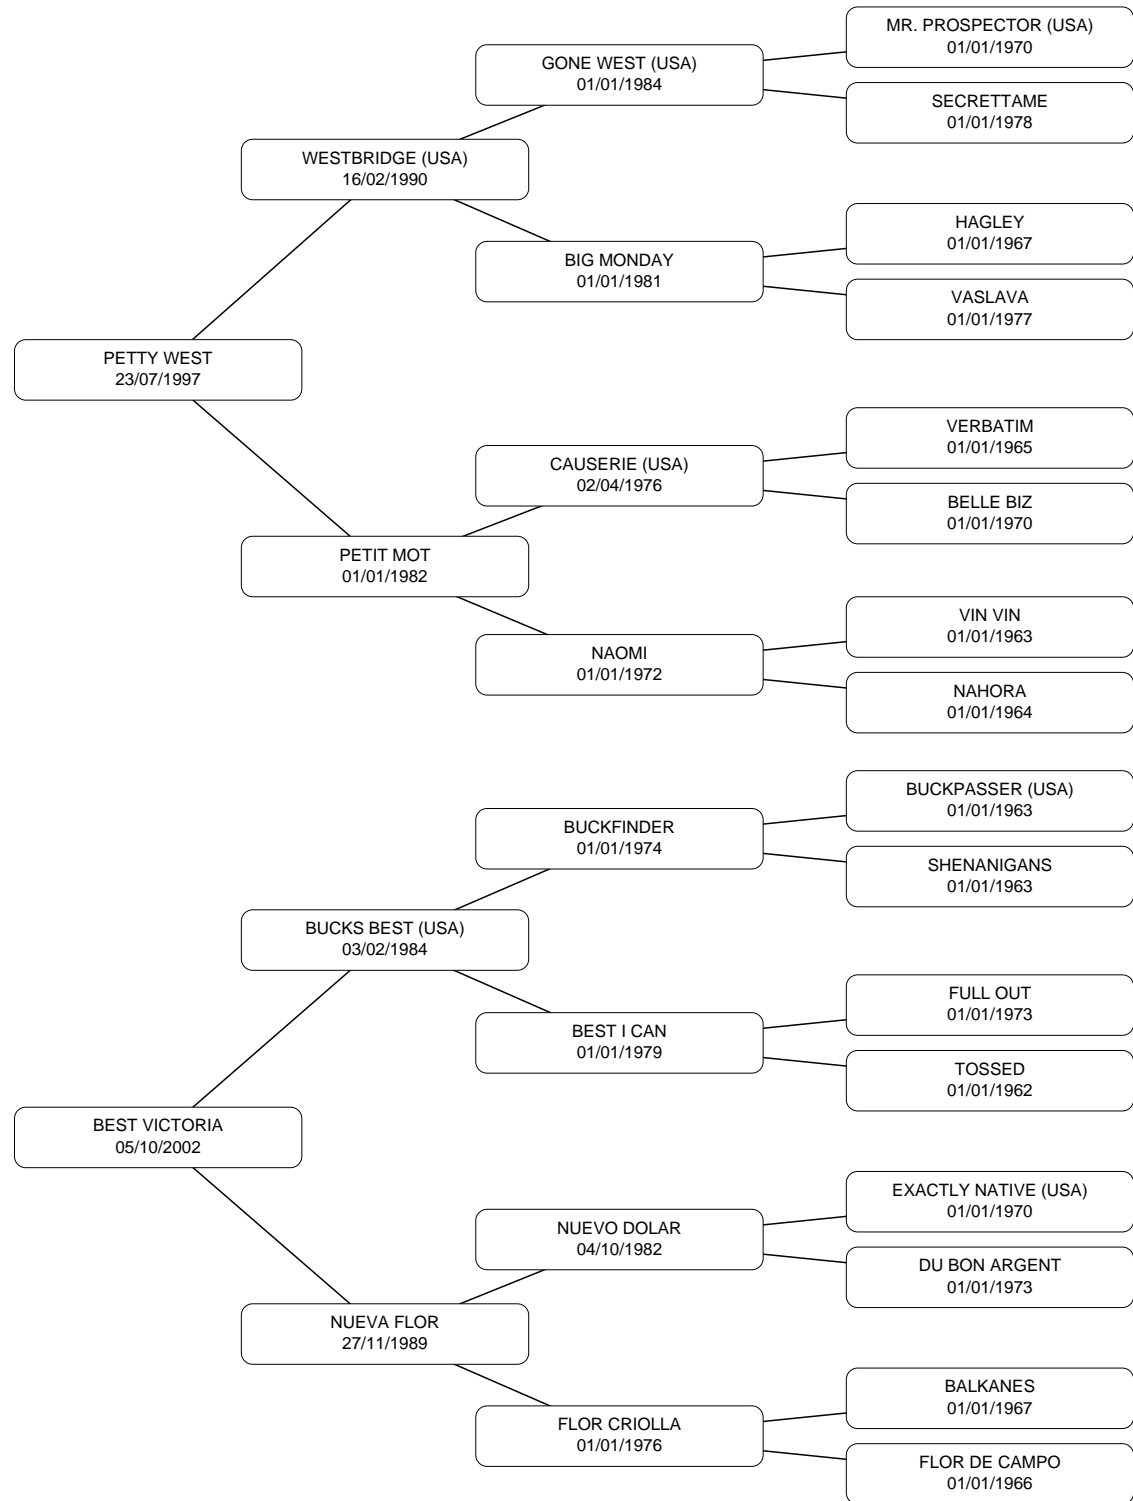 MR. PROSPECTOR (USA)
01/01/1970
GONE WEST (USA)
01/01/1984
SECRETTAME
01/01/1978
WESTBRIDGE (USA)
16/02/1990
HAGLEY
01/01/1967
BIG MONDAY
01/01/1981
VASLAVA
01/01/1977
PETTY WEST
23/07/1997
VERBATIM
01/01/1965
CAUSERIE (USA)
02/04/1976
BELLE BIZ
01/01/1970
PETIT MOT
01/01/1982
VIN VIN
01/01/1963
NAOMI
01/01/1972
NAHORA
01/01/1964
BUCKPASSER (USA)
01/01/1963
BUCKFINDER
01/01/1974
SHENANIGANS
01/01/1963
BUCKS BEST (USA)
03/02/1984
FULL OUT
01/01/1973
BEST I CAN
01/01/1979
TOSSED
01/01/1962
BEST VICTORIA
05/10/2002
EXACTLY NATIVE (USA)
01/01/1970
NUEVO DOLAR
04/10/1982
DU BON ARGENT
01/01/1973
NUEVA FLOR
27/11/1989
BALKANES
01/01/1967
FLOR CRIOLLA
01/01/1976
FLOR DE CAMPO
01/01/1966